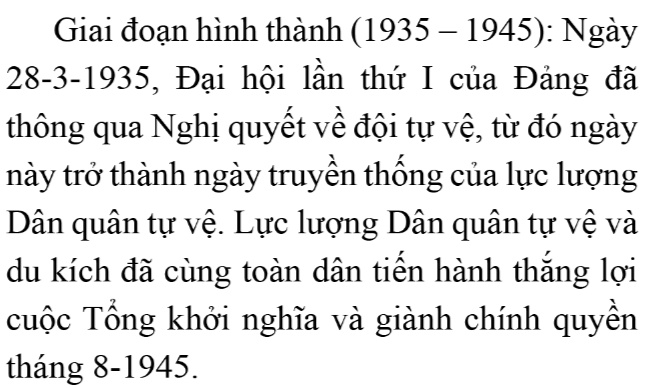 Giai đoạn hình thành (1935 – 1945): Ngày
28-3-1935, Đại hội lần thứ I của Đảng đã
thông qua Nghị quyết về đội tự vệ, từ đó ngày
này trở thành ngày truyền thống của lực lượng
Dân quân tự vệ. Lực lượng Dân quân tự vệ và
du kích đã cùng toàn dân tiến hành thắng lợi
cuộc Tổng khởi nghĩa và giành chính quyền
tháng 8-1945.